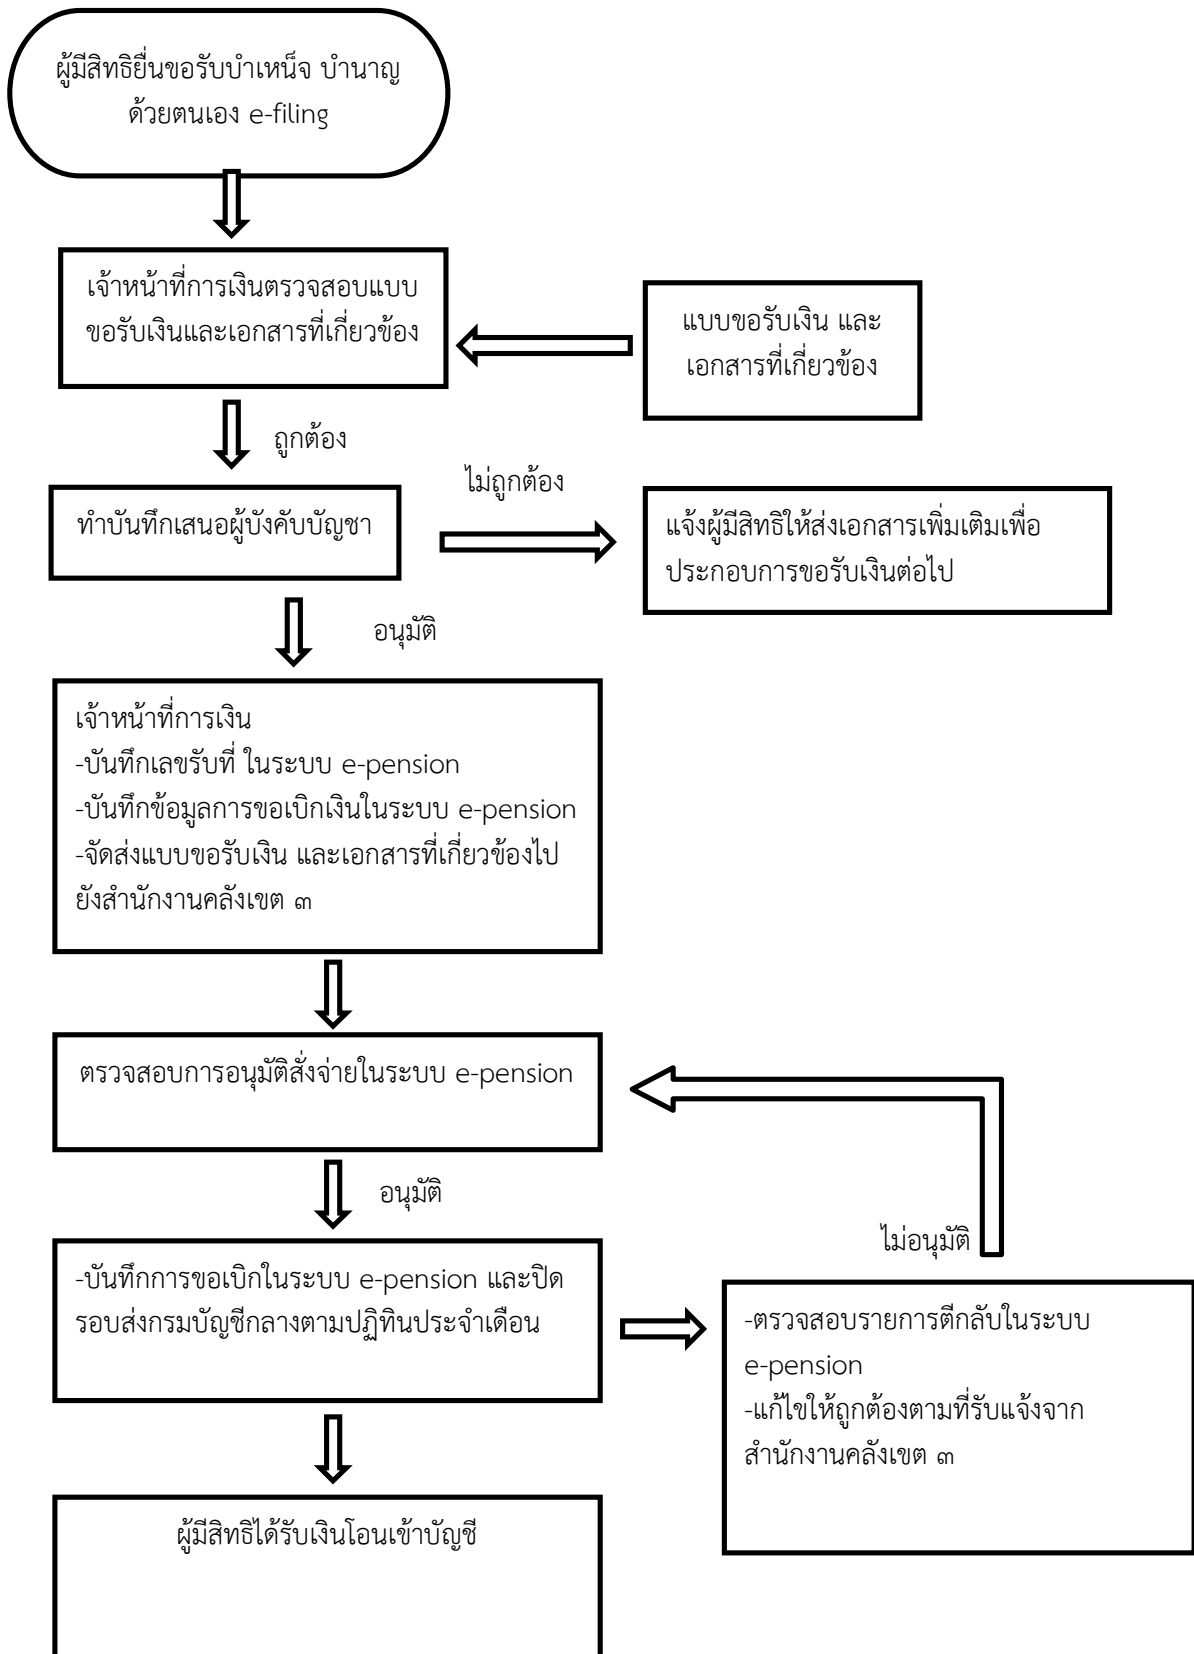 ผู้มีสิทธิยื่นขอรับบำเหน็จ บำนาญ
ด้วยตนเอง e-filing
เจ้าหน้าที่การเงินตรวจสอบแบบ
ขอรับเงินและเอกสารที่เกี่ยวข้อง
แบบขอรับเงิน และ
เอกสารที่เกี่ยวข้อง
ถูกต้อง
ไม่ถูกต้อง
ทำบันทึกเสนอผู้บังคับบัญชา
แจ้งผู้มีสิทธิให้ส่งเอกสารเพิ่มเติมเพื่อ
ประกอบการขอรับเงินต่อไป
อนุมัติ
เจ้าหน้าที่การเงิน
-บันทึกเลขรับที่ ในระบบ e-pension
-บันทึกข้อมูลการขอเบิกเงินในระบบ e-pension
-จัดส่งแบบขอรับเงิน และเอกสารที่เกี่ยวข้องไป
ยังสำนักงานคลังเขต ๓
ตรวจสอบการอนุมัติสั่งจ่ายในระบบ e-pension
อนุมัติ
ไม่อนุมัติ
-บันทึกการขอเบิกในระบบ e-pension และปิด
รอบส่งกรมบัญชีกลางตามปฏิทินประจำเดือน
-ตรวจสอบรายการตีกลับในระบบ
e-pension
-แก้ไขให้ถูกต้องตามที่รับแจ้งจาก
สำนักงานคลังเขต ๓
ผู้มีสิทธิได้รับเงินโอนเข้าบัญชี